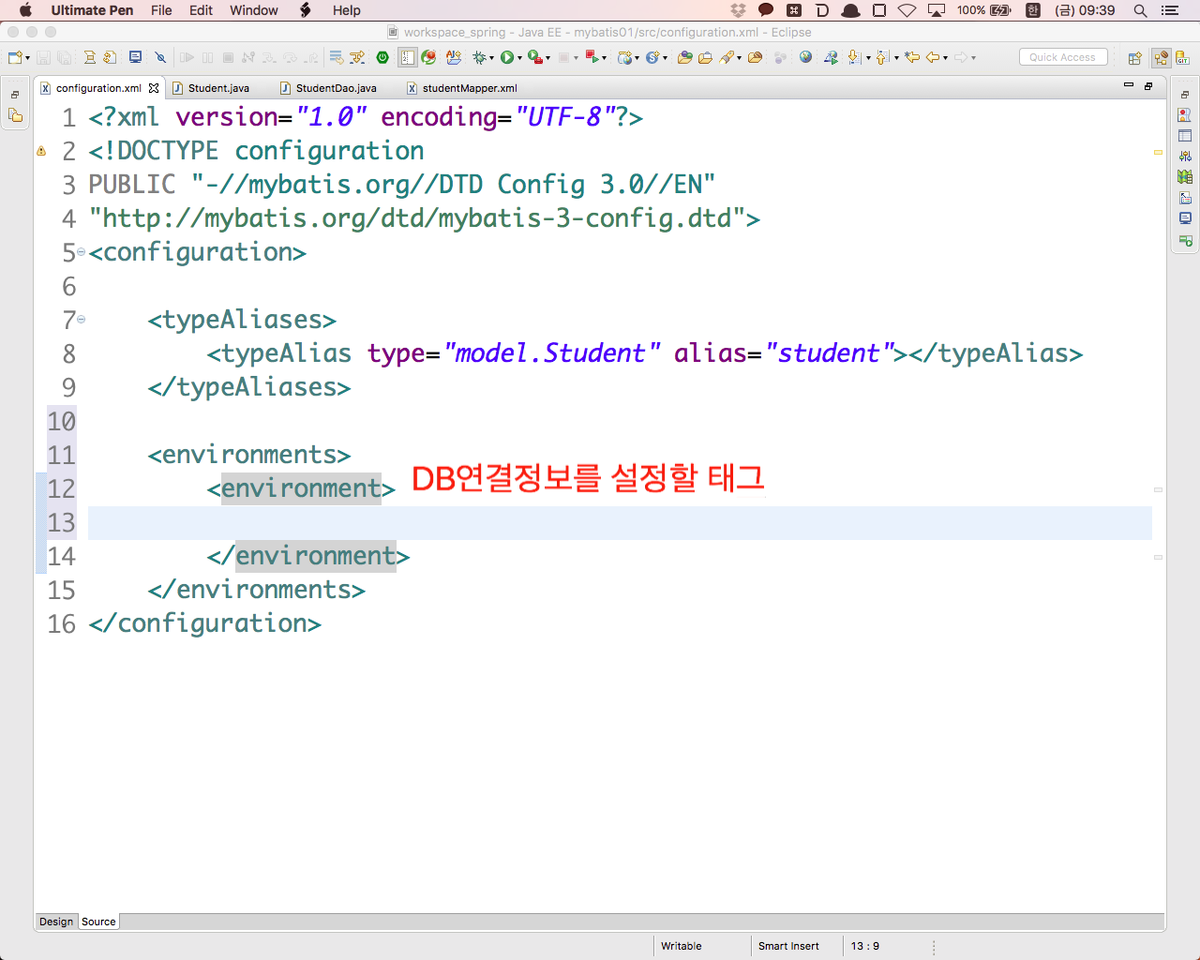 Ultimate Pen File Edit Window Help 100% 한 (금) 09:39
workspace_spring - Java EE - mybatis01/src/configuration.xml - Eclipse
Quick Access
configuration.xml Student.java StudentDao.java studentMapper.xml
1 <?xml version="1.0" encoding="UTF-8"?>
2 <!DOCTYPE configuration
3 PUBLIC "-//mybatis.org//DTD Config 3.0//EN"
4 "http://mybatis.org/dtd/mybatis-3-config.dtd">
5 <configuration>
6
7 <typeAliases>
8 <typeAlias type="model.Student" alias="student"></typeAlias>
9 </typeAliases>
10
11 <environments>
12 <environment> DB연결정보를 설정할 태그
13
14 </environment>
15 </environments>
16 </configuration>
Design Source
Writable Smart Insert 13 : 9